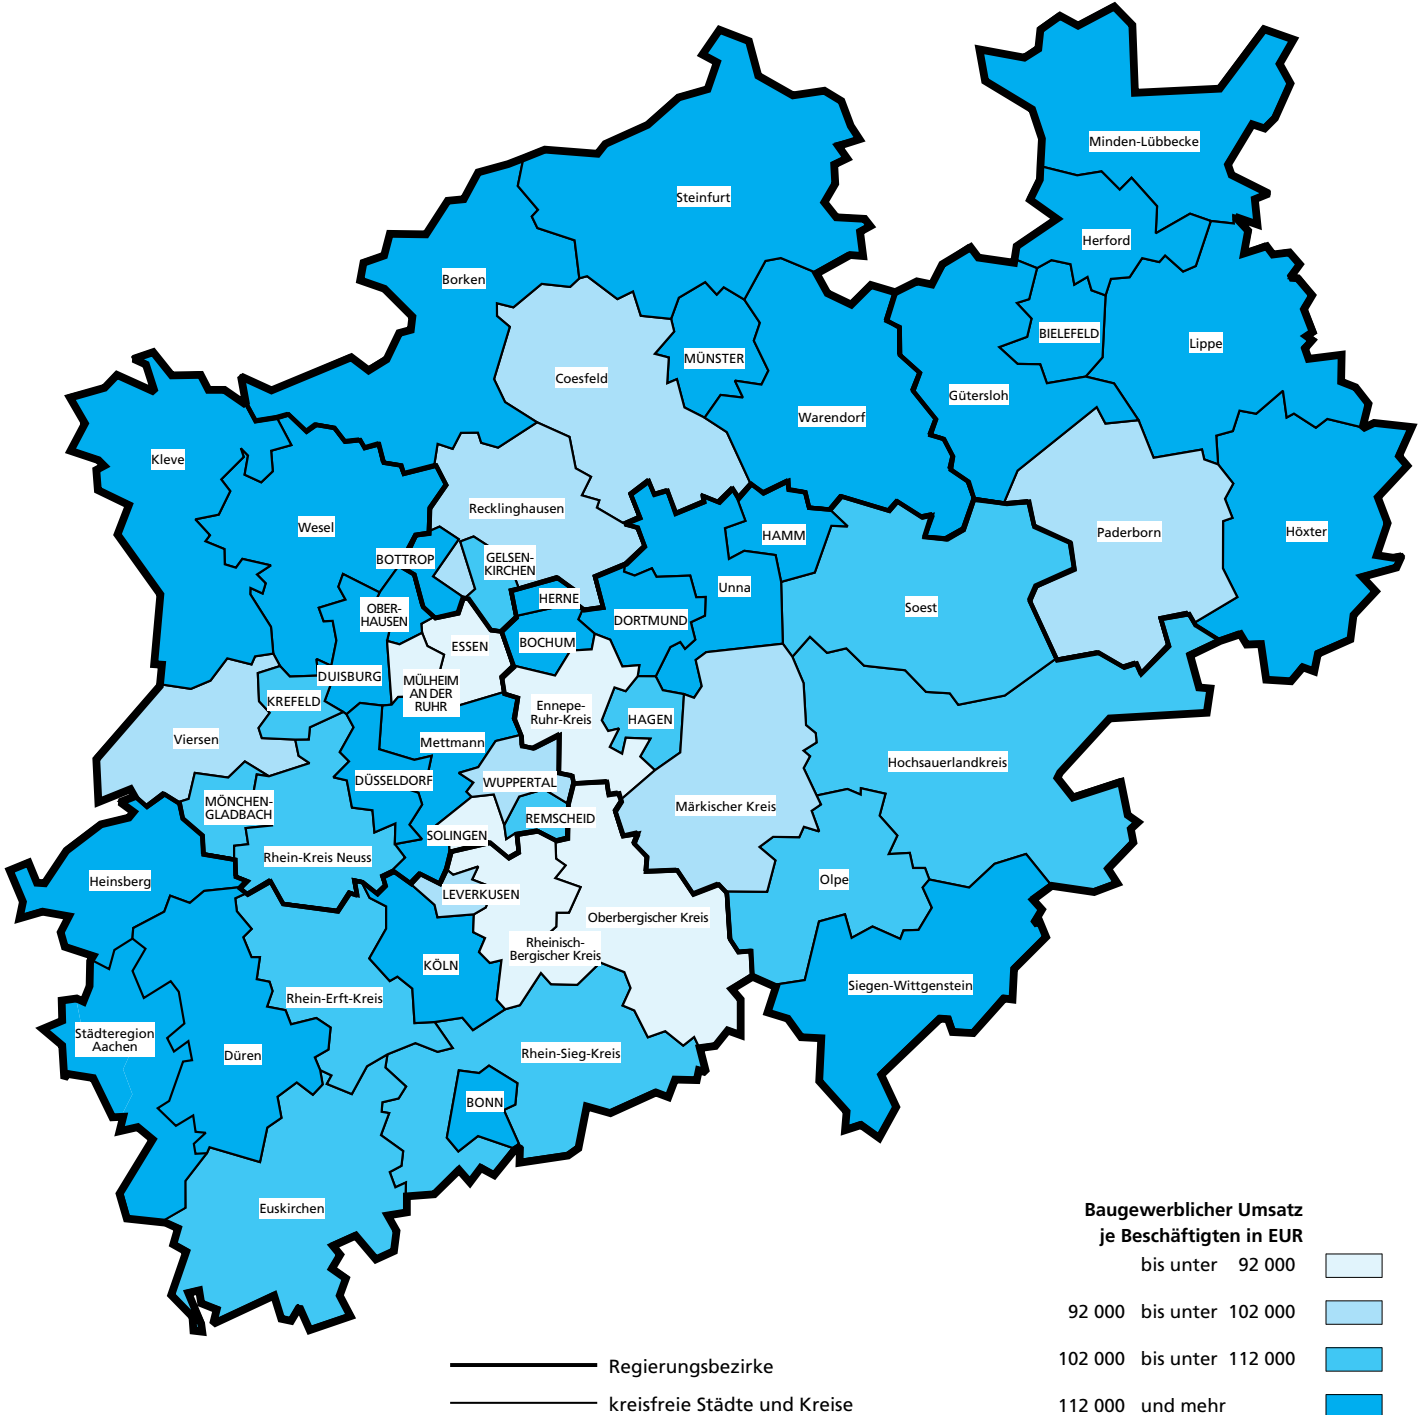 Minden-Lübbecke
Steinfurt
Herford
Borken
BIELEFELD
Lippe
MÜNSTER
Coesfeld
Gütersloh
Warendorf
Kleve
Recklinghausen
Wesel
HAMM
Paderborn
Höxter
BOTTROP
GELSEN-
KIRCHEN
Unna
HERNE
Soest
OBER-
HAUSEN
DORTMUND
ESSEN
BOCHUM
DUISBURG
MÜLHEIM
AN DER
RUHR
KREFELD
Ennepe-
Ruhr-Kreis
HAGEN
Viersen
Mettmann
Hochsauerlandkreis
DÜSSELDORF
WUPPERTAL
MÖNCHEN-
GLADBACH
Märkischer Kreis
REMSCHEID
SOLINGEN
Rhein-Kreis Neuss
Heinsberg
Olpe
LEVERKUSEN
Oberbergischer Kreis
Rheinisch-
Bergischer Kreis
KÖLN
Siegen-Wittgenstein
Rhein-Erft-Kreis
Städteregion
Aachen
Düren
Rhein-Sieg-Kreis
BONN
Euskirchen
Baugewerblicher Umsatz
je Beschäftigten in EUR
bis unter 92 000
92 000 bis unter 102 000
102 000 bis unter 112 000
112 000 und mehr
Regierungsbezirke
kreisfreie Städte und Kreise